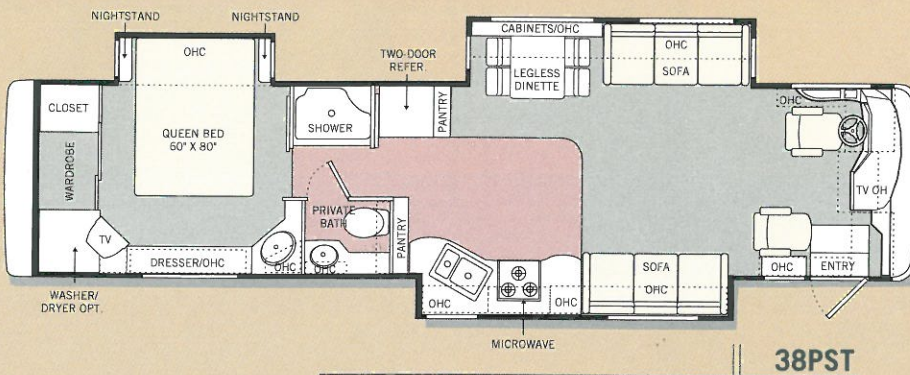 NIGHTSTAND
NIGHTSTAND
OHC
TWO-DOOR
REFER.
CABINETS/OHC
OHC
SOFA
LEGLESS
DINETTE
CLOSET
QUEEN BED
60" X 80"
SHOWER
PANTRY
OHC
WARDROBE
TV OH
PRIVATE
BATH
PANTRY
TV
DRESSER/OHC
OHC
OHC
SOFA
OHC
OHC
ENTRY
WASHER/
DRYER OPT.
OHC
OHC
MICROWAVE
38PST